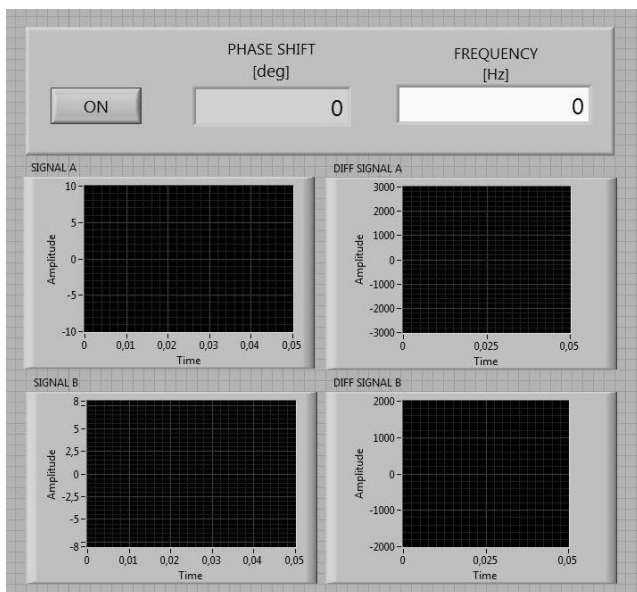 PHASE SHIFT
[deg]
FREQUENCY
[Hz]
ON
0
0
SIGNAL A
10
5
0
-5
-10
Amplitude
0
0,01
0,02
0,03
0,04
0,05
Time
DIFF SIGNAL A
3000
2000
1000
0
-1000
-2000
-3000
Amplitude
0
0,025
0,05
Time
SIGNAL B
8
5
2,5
0
-2,5
-5
-8
Amplitude
0
0,01
0,02
0,03
0,04
0,05
Time
DIFF SIGNAL B
2000
1000
0
-1000
-2000
Amplitude
0
0,025
0,05
Time